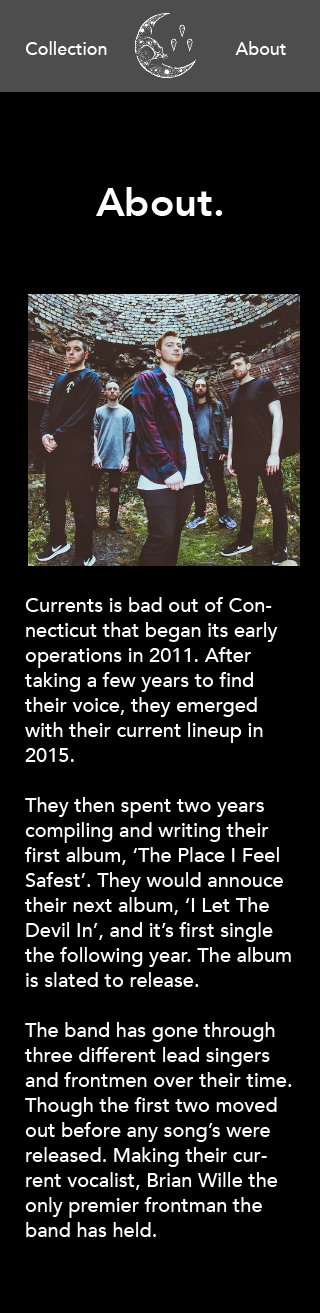 Collection
About
About.
Currents is bad out of Con-
necticut that began its early
operations in 2011. After
taking a few years to find
their voice, they emerged
with their current lineup in
2015.
They then spent two years
compiling and writing their
first album, ‘The Place I Feel
Safest’. They would annouce
their next album, ‘I Let The
Devil In’, and it’s first single
the following year. The album
is slated to release.
The band has gone through
three different lead singers
and frontmen over their time.
Though the first two moved
out before any song’s were
released. Making their cur-
rent vocalist, Brian Wille the
only premier frontman the
band has held.